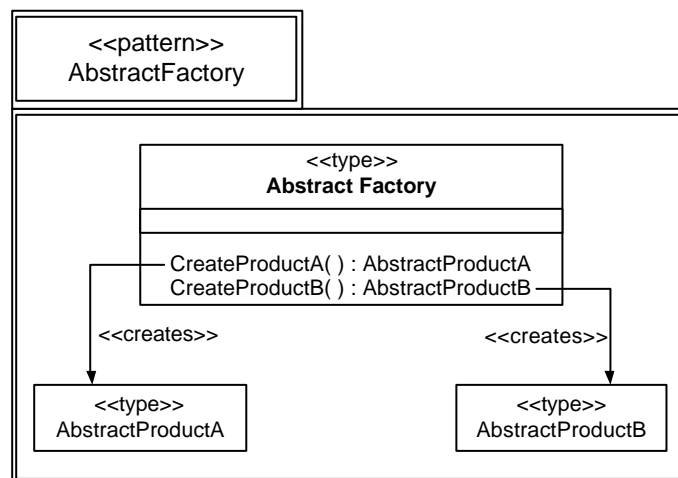 <<pattern>>
AbstractFactory
<<type>>
Abstract Factory
CreateProductA( ) : AbstractProductA
CreateProductB( ) : AbstractProductB
<<creates>>
<<creates>>
<<type>>
AbstractProductA
<<type>>
AbstractProductB